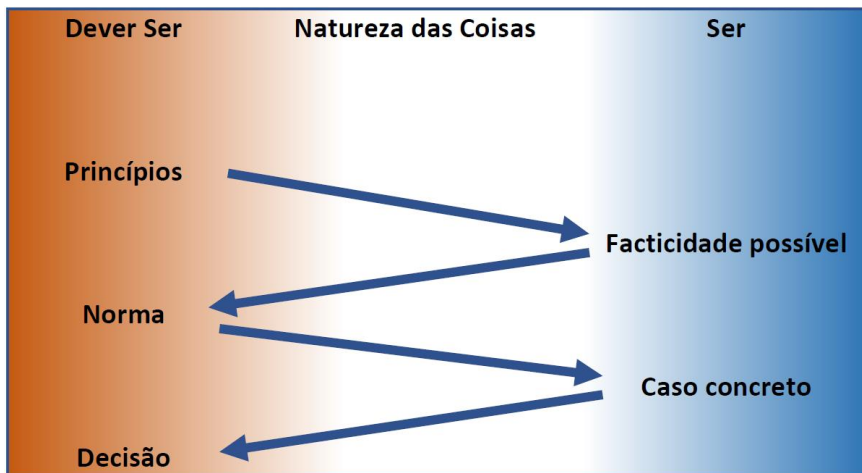 Dever Ser
Natureza das Coisas
Ser
Princípios
Facticidade possível
Norma
Caso concreto
Decisão